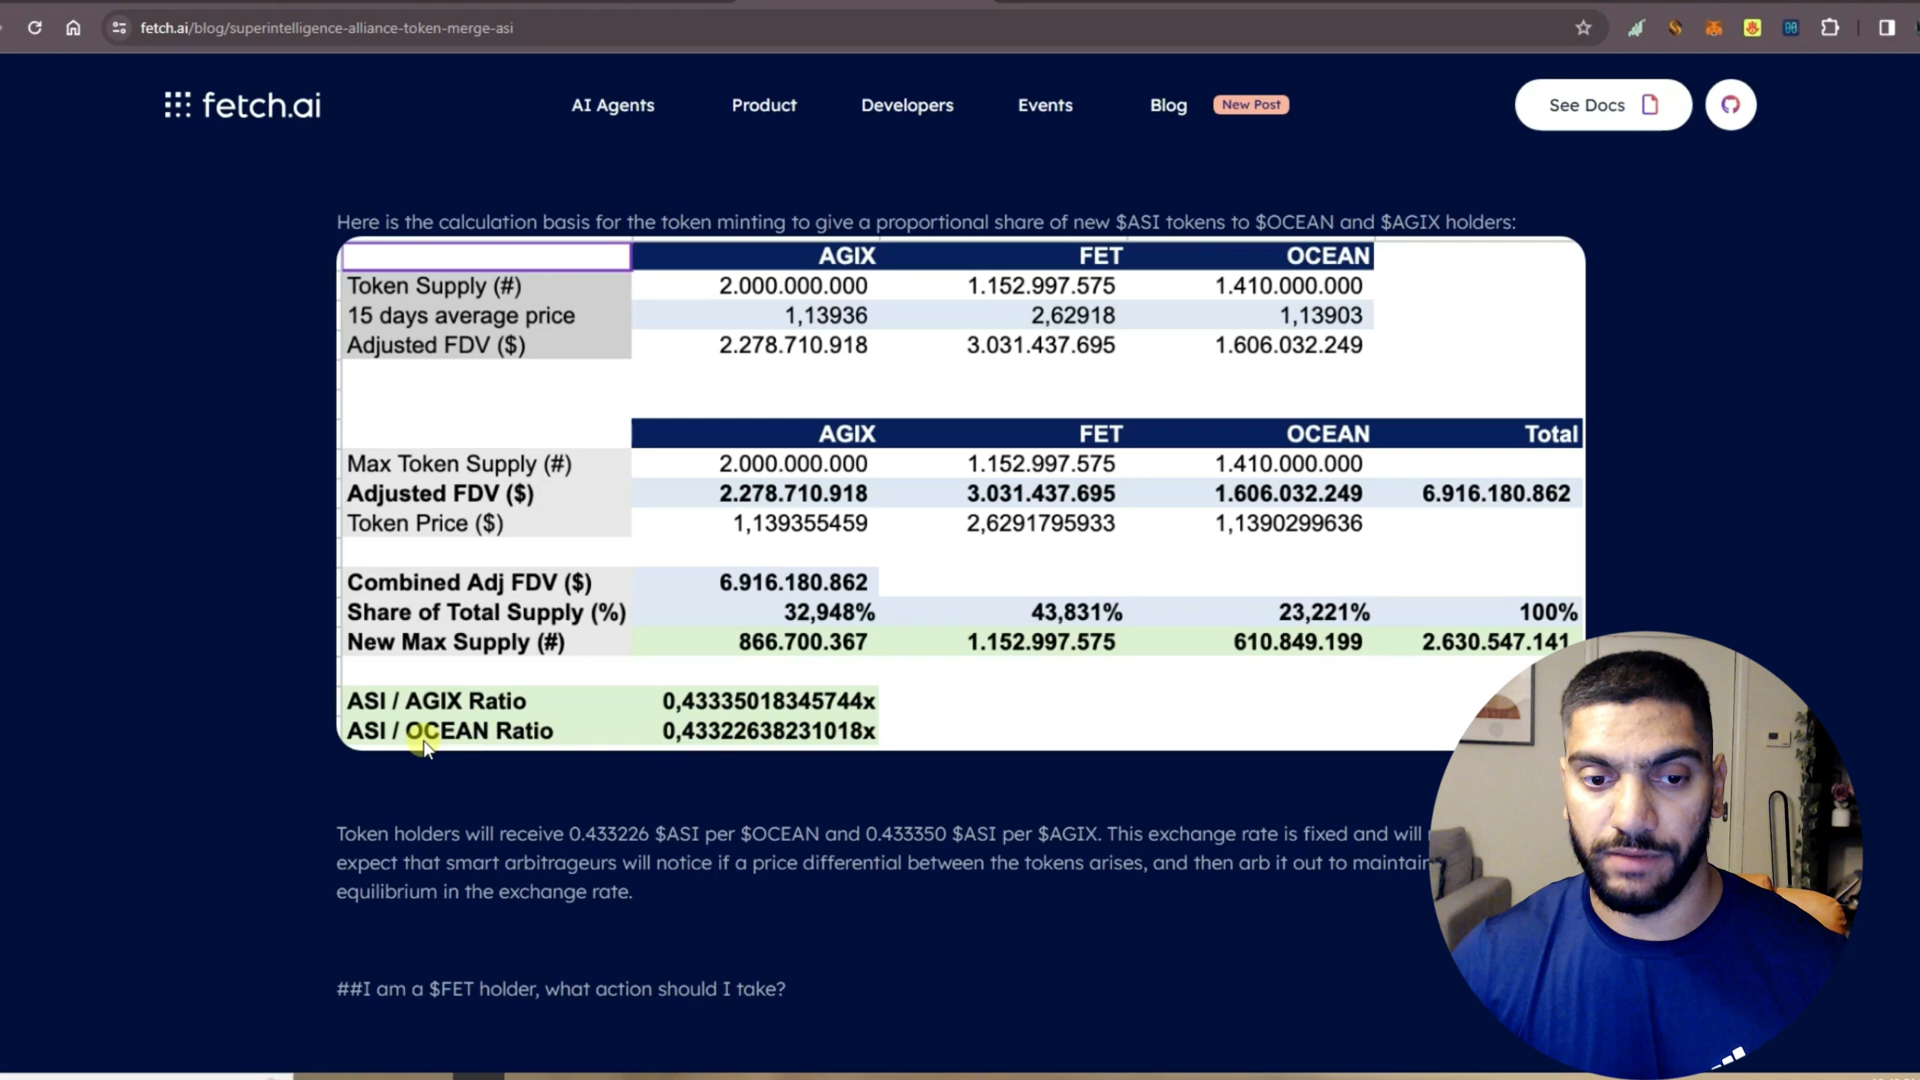 fetch.ai/blog/superintelligence-alliance-token-merge-asi
fetch.ai
AI Agents Product Developers Events Blog New Post See Docs
Here is the calculation basis for the token minting to give a proportional share of new $ASI tokens to $OCEAN and $AGIX holders:
AGIX FET OCEAN
Token Supply (#) 2.000.000.000 1.152.997.575 1.410.000.000
15 days average price 1,13936 2,62918 1,13903
Adjusted FDV ($) 2.278.710.918 3.031.437.695 1.606.032.249
AGIX FET OCEAN Total
Max Token Supply (#) 2.000.000.000 1.152.997.575 1.410.000.000
Adjusted FDV ($) 2.278.710.918 3.031.437.695 1.606.032.249 6.916.180.862
Token Price ($) 1,139355459 2,6291795933 1,1390299636
Combined Adj FDV ($) 6.916.180.862
Share of Total Supply (%) 32,948% 43,831% 23,221% 100%
New Max Supply (#) 866.700.367 1.152.997.575 610.849.199 2.630.547.141
ASI / AGIX Ratio 0,43335018345744x
ASI / OCEAN Ratio 0,43322638231018x
Token holders will receive 0.433226 $ASI per $OCEAN and 0.433350 $ASI per $AGIX. This exchange rate is fixed and will
expect that smart arbitrageurs will notice if a price differential between the tokens arises, and then arb it out to maintain
equilibrium in the exchange rate.
##I am a $FET holder, what action should I take?